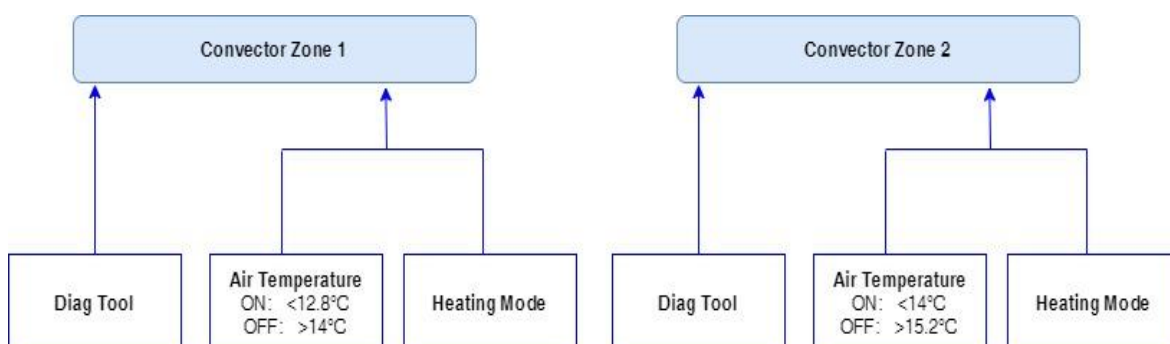 Convector Zone 1
Convector Zone 2
Diag Tool
Air Temperature
ON: <12.8°C
OFF: >14°C
Heating Mode
Diag Tool
Air Temperature
ON: <14°C
OFF: >15.2°C
Heating Mode